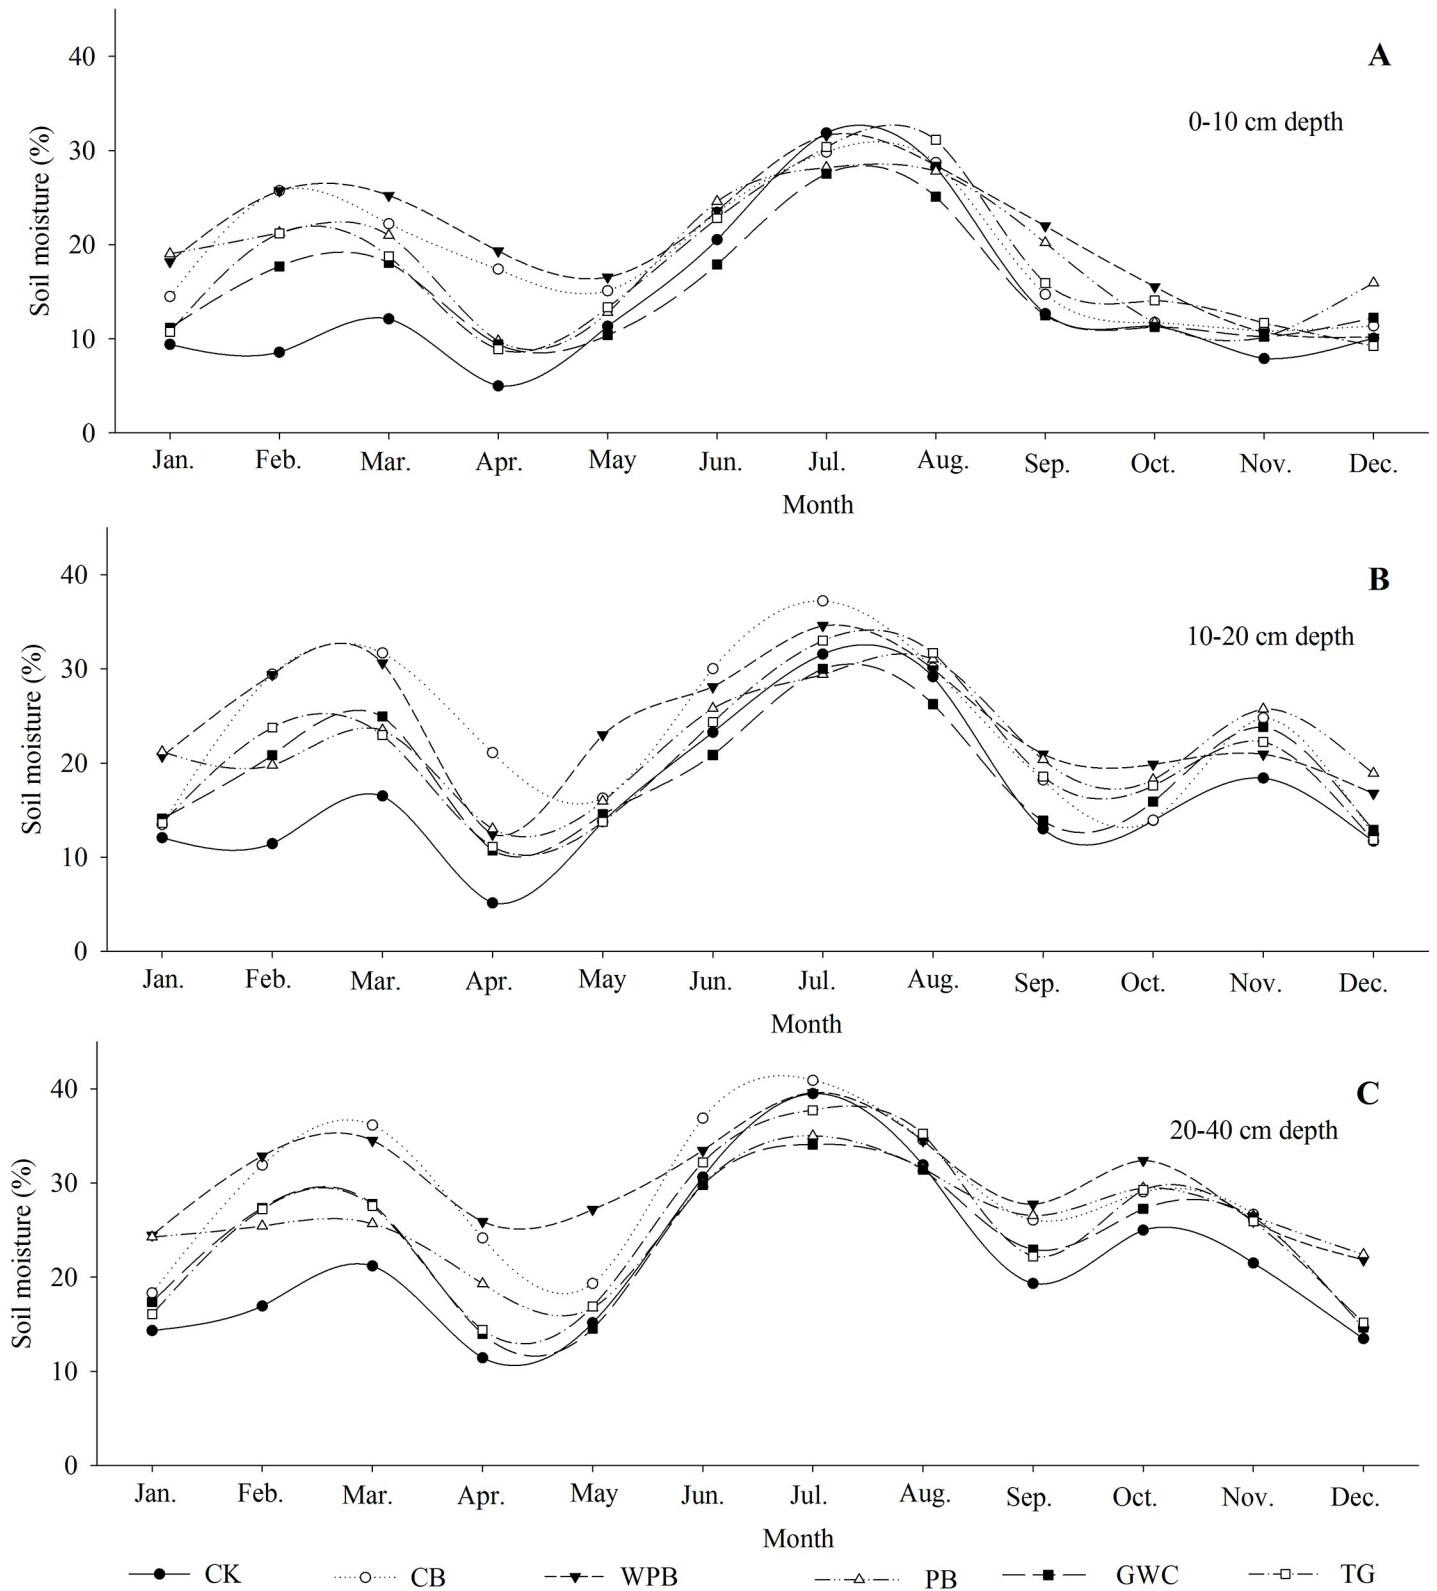 A
0-10 cm depth
Soil moisture (%)
40
30
20
10
0
Jan. Feb. Mar. Apr. May Jun. Jul. Aug. Sep. Oct. Nov. Dec.
Month
B
10-20 cm depth
Soil moisture (%)
40
30
20
10
0
Jan. Feb. Mar. Apr. May Jun. Jul. Aug. Sep. Oct. Nov. Dec.
Month
C
20-40 cm depth
Soil moisture (%)
40
30
20
10
0
Jan. Feb. Mar. Apr. May Jun. Jul. Aug. Sep. Oct. Nov. Dec.
Month
CK CB WPB PB GWC TG